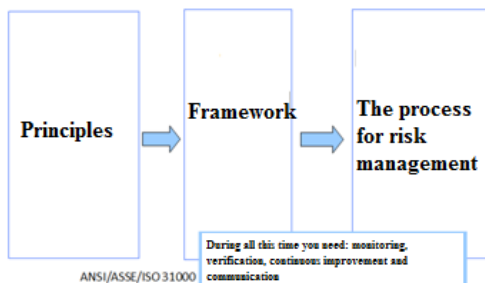 Principles
Framework
The process
for risk
management
During all this time you need: monitoring,
verification, continuous improvement and
communication
ANSI/ASSE/ISO 31000